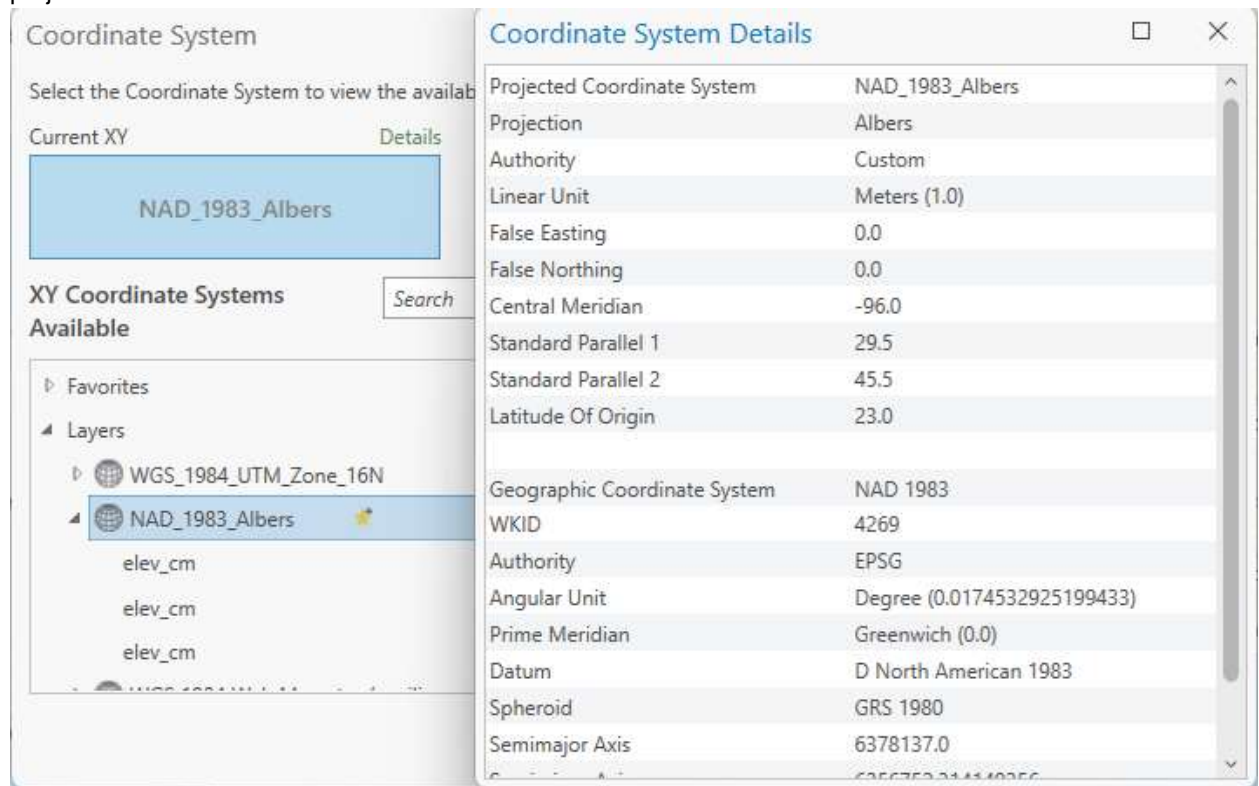 Coordinate System
Select the Coordinate System to view the availab
Current XY Details
NAD_1983_Albers
XY Coordinate Systems
Available
Search
Favorites
Layers
WGS_1984_UTM_Zone_16N
NAD_1983_Albers
elev_cm
elev_cm
elev_cm
Coordinate System Details
Projected Coordinate System NAD_1983_Albers
Projection Albers
Authority Custom
Linear Unit Meters (1.0)
False Easting 0.0
False Northing 0.0
Central Meridian -96.0
Standard Parallel 1 29.5
Standard Parallel 2 45.5
Latitude Of Origin 23.0
Geographic Coordinate System NAD 1983
WKID 4269
Authority EPSG
Angular Unit Degree (0.0174532925199433)
Prime Meridian Greenwich (0.0)
Datum D North American 1983
Spheroid GRS 1980
Semimajor Axis 6378137.0